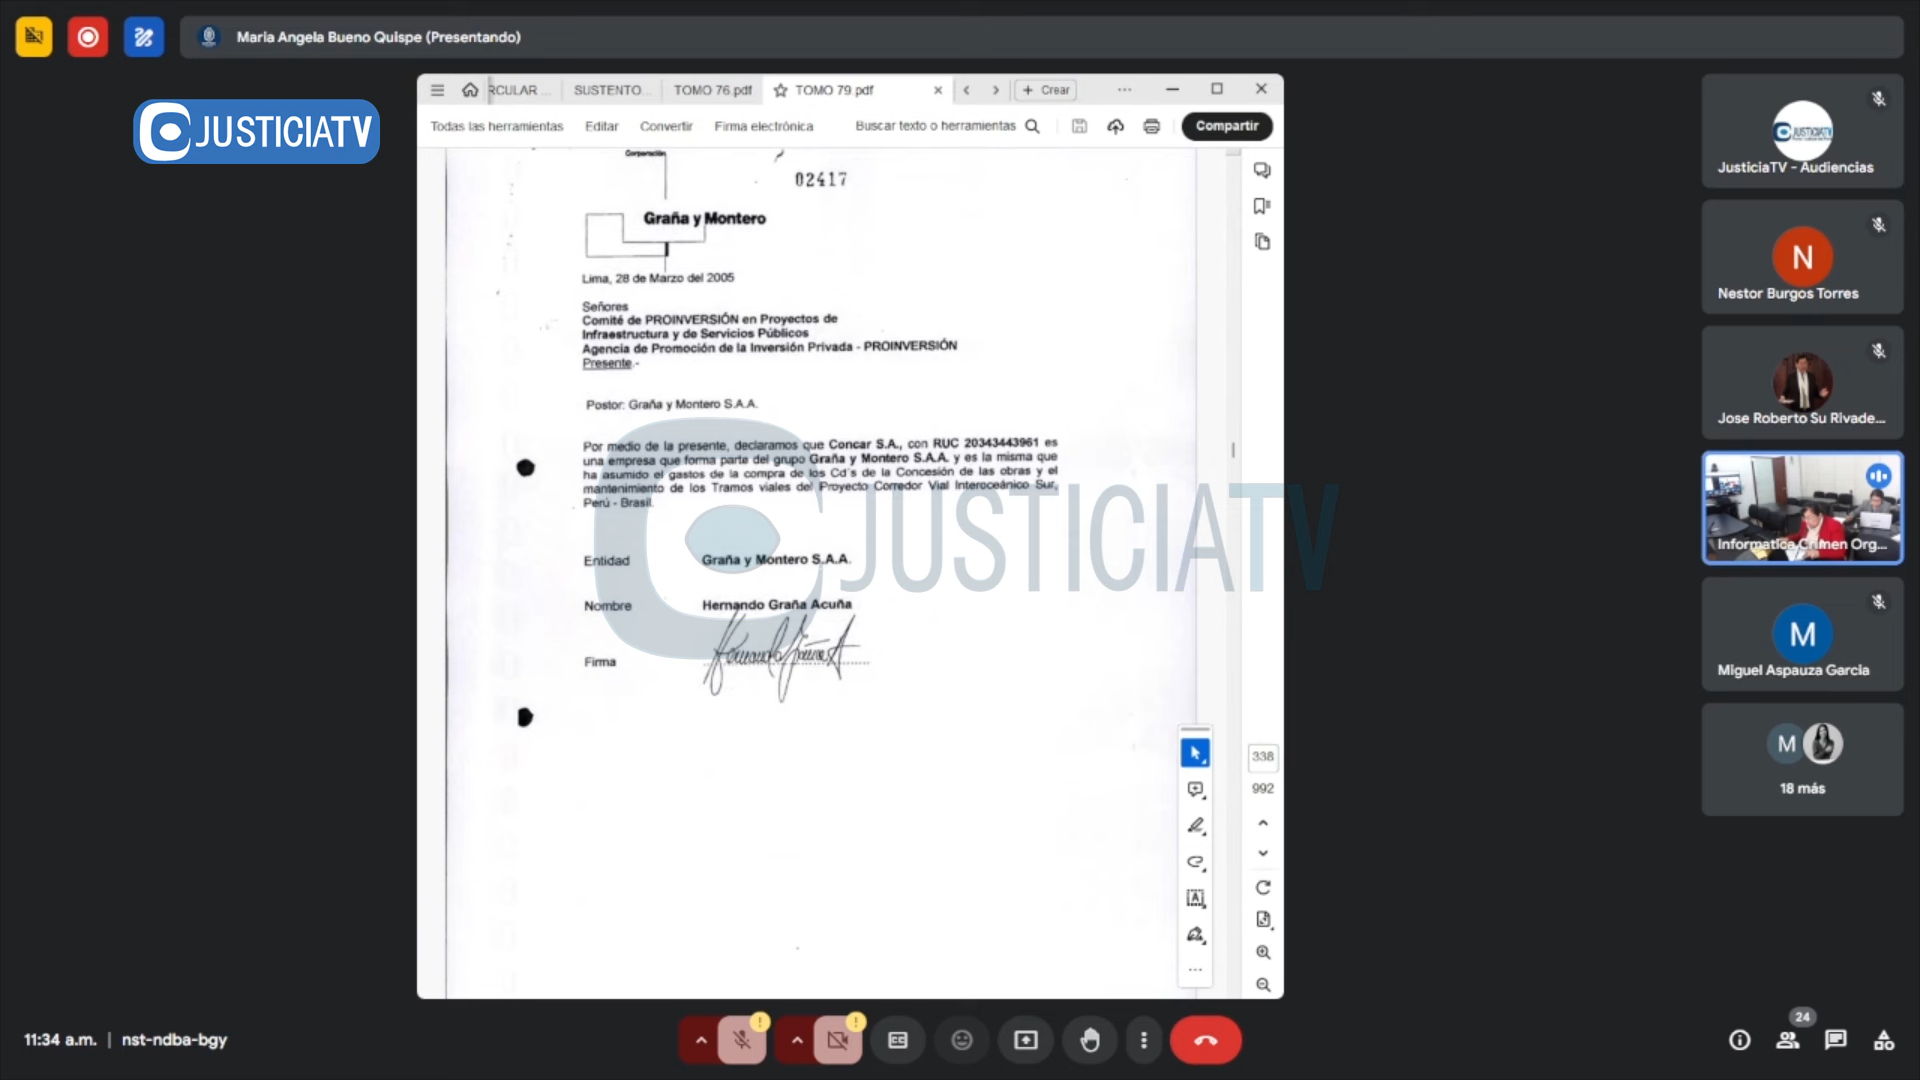 Maria Angela Bueno Quispe (Presentando)
JUSTICIATV
RCULAR ...
SUSTENTO...
TOMO 76.pdf
TOMO 79.pdf
Crear
Todas las herramientas
Editar
Convertir
Firma electrónica
Buscar texto o herramientas
Compartir
Corporación
02417
Graña y Montero
Lima, 28 de Marzo del 2005
Señores
Comité de PROINVERSIÓN en Proyectos de
Infraestructura y de Servicios Públicos
Agencia de Promoción de la Inversión Privada - PROINVERSIÓN
Presente.-
Postor: Graña y Montero S.A.A.
Por medio de la presente, declaramos que Concar S.A., con RUC 20343443961 es
una empresa que forma parte del grupo Graña y Montero S.A.A. y es la misma que
ha asumido el gastos de la compra de los Cd´s de la Concesión de las obras y el
mantenimiento de los Tramos viales del Proyecto Corredor Vial Interoceánico Sur,
Perú - Brasil.
Entidad Graña y Montero S.A.A.
Nombre Hernando Graña Acuña
Firma
JUSTICIATV
338
992
JUSTICIATV
JusticiaTV - Audiencias
N
Nestor Burgos Torres
Jose Roberto Su Rivade...
Informatica Crimen Org...
M
Miguel Aspauza Garcia
M
18 más
11:34 a.m. | nst-ndba-bgy
24